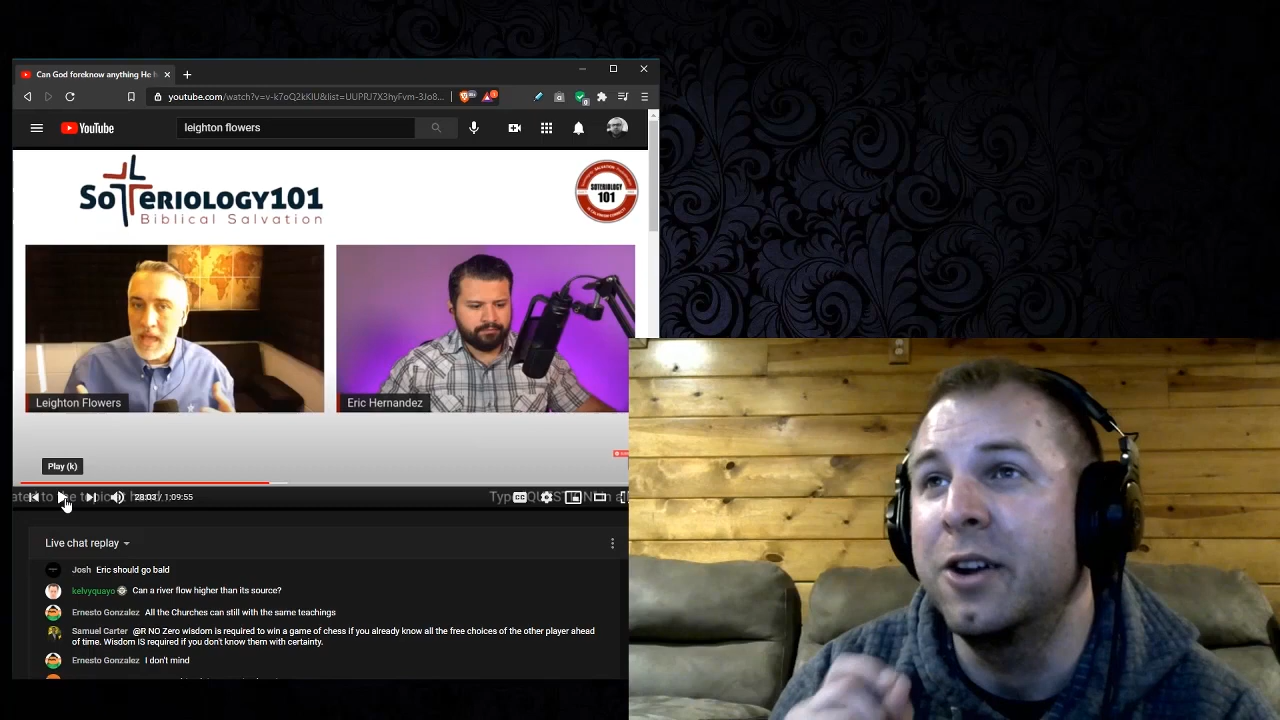 Can God foreknow anything He h
youtube.com/watch?v=v-k7oQ2kKlU&list=UUPRJ7X3hyFvm-3Jo8...
YouTube
leighton flowers
SOTERIOLOGY101
Biblical Salvation
SOTERIOLOGY
101
Leighton Flowers
Eric Hernandez
Play (k)
28:03 / 1:09:55
CC
Live chat replay
Josh Eric should go bald
kelvyquayo Can a river flow higher than its source?
Ernesto Gonzalez All the Churches can still with the same teachings
Samuel Carter @R NO Zero wisdom is required to win a game of chess if you already know all the free choices of the other player ahead
of time. Wisdom IS required if you don't know them with certainty.
Ernesto Gonzalez I don't mind